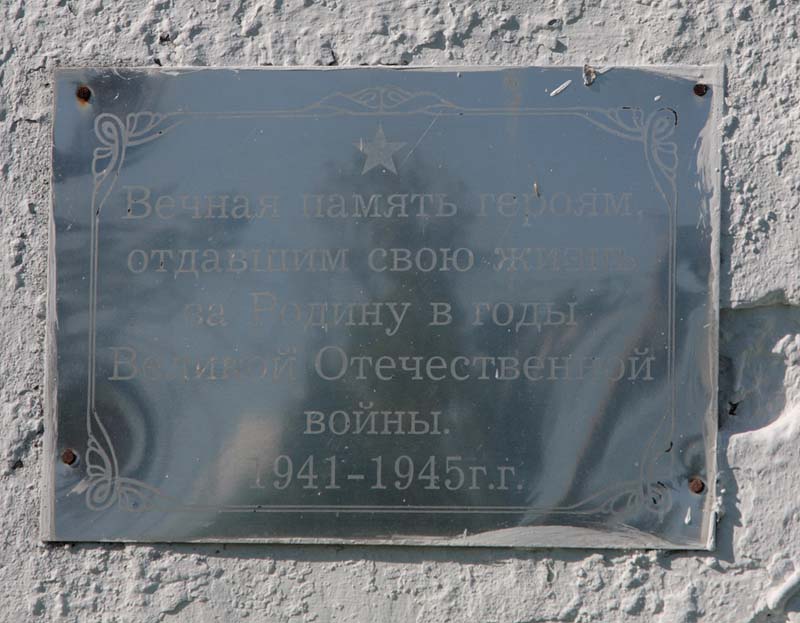 Вечная память героям,
отдавшим свою жизнь
за Родину в годы
Великой Отечественной
войны.
1941-1945г.г.